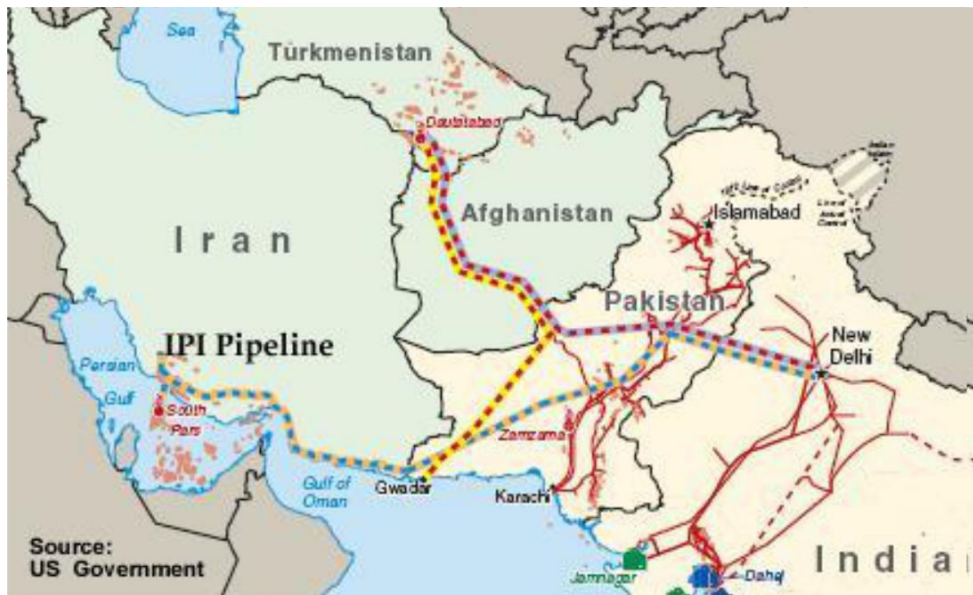 Sea
Türkmenistan
Dauletabad
Afghanistan
Iran
Islamabad
Pakistan
IPI Pipeline
New
Delhi
Persian
Gulf
South
Pars
Zamzama
Gulf of
Oman
Gwadar
Karachi
Source:
US Government
India
Jamnagar
Dahej